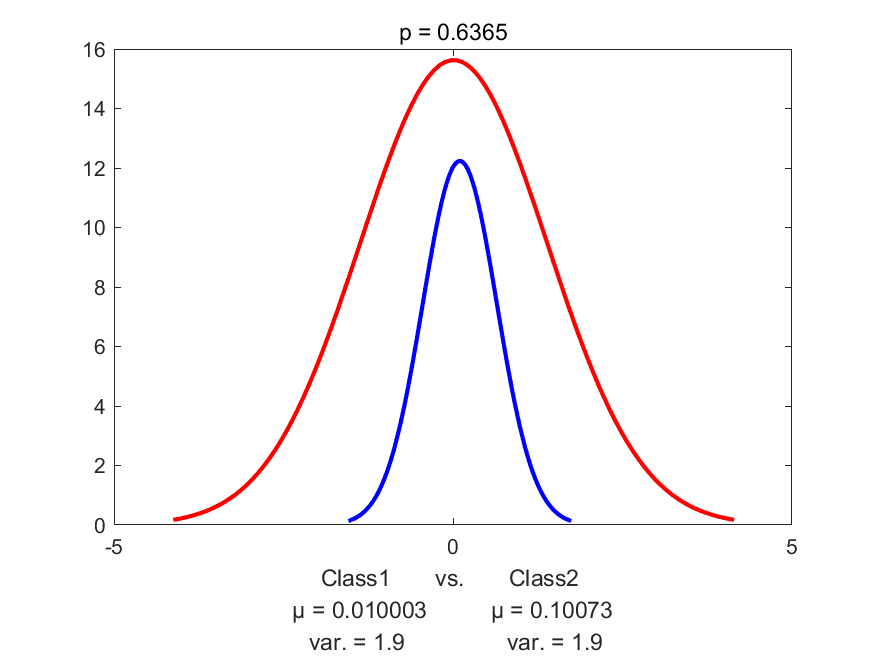 p = 0.6365
16
14
12
10
8
6
4
2
0
-5 0 5
Class1 vs. Class2
μ = 0.010003 μ = 0.10073
var. = 1.9 var. = 1.9